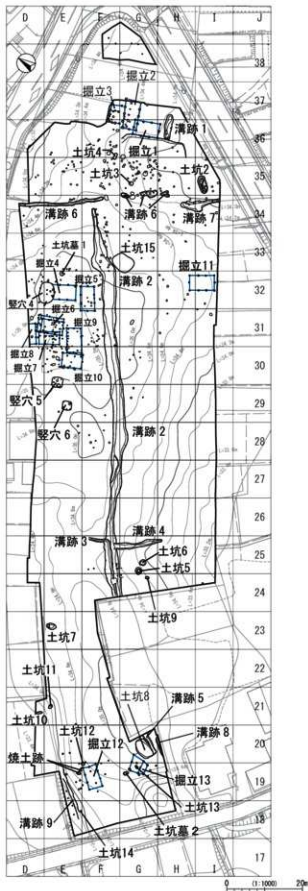 D E F G H I J
38
37
36
35
34
33
32
31
30
29
28
27
26
25
24
23
22
21
20
19
18
17
掘立2
掘立3
溝跡 1
土坑4
掘立1
土坑3
土坑2
溝跡 6
溝跡 6
溝跡 7
土坑墓 1
土坑15
掘立4
掘立5
溝跡 2
掘立11
竪穴 4
掘立6
掘立9
掘立8
掘立7
掘立10
竪穴 5
竪穴 6
溝跡 2
溝跡 3
溝跡 4
土坑6
土坑5
土坑9
土坑7
土坑11
土坑8
溝跡 5
土坑10
土坑12
溝跡 8
焼土跡
掘立12
掘立13
土坑13
溝跡 9
土坑墓 2
土坑14
D E F G H I
0 (1:1000) 20m